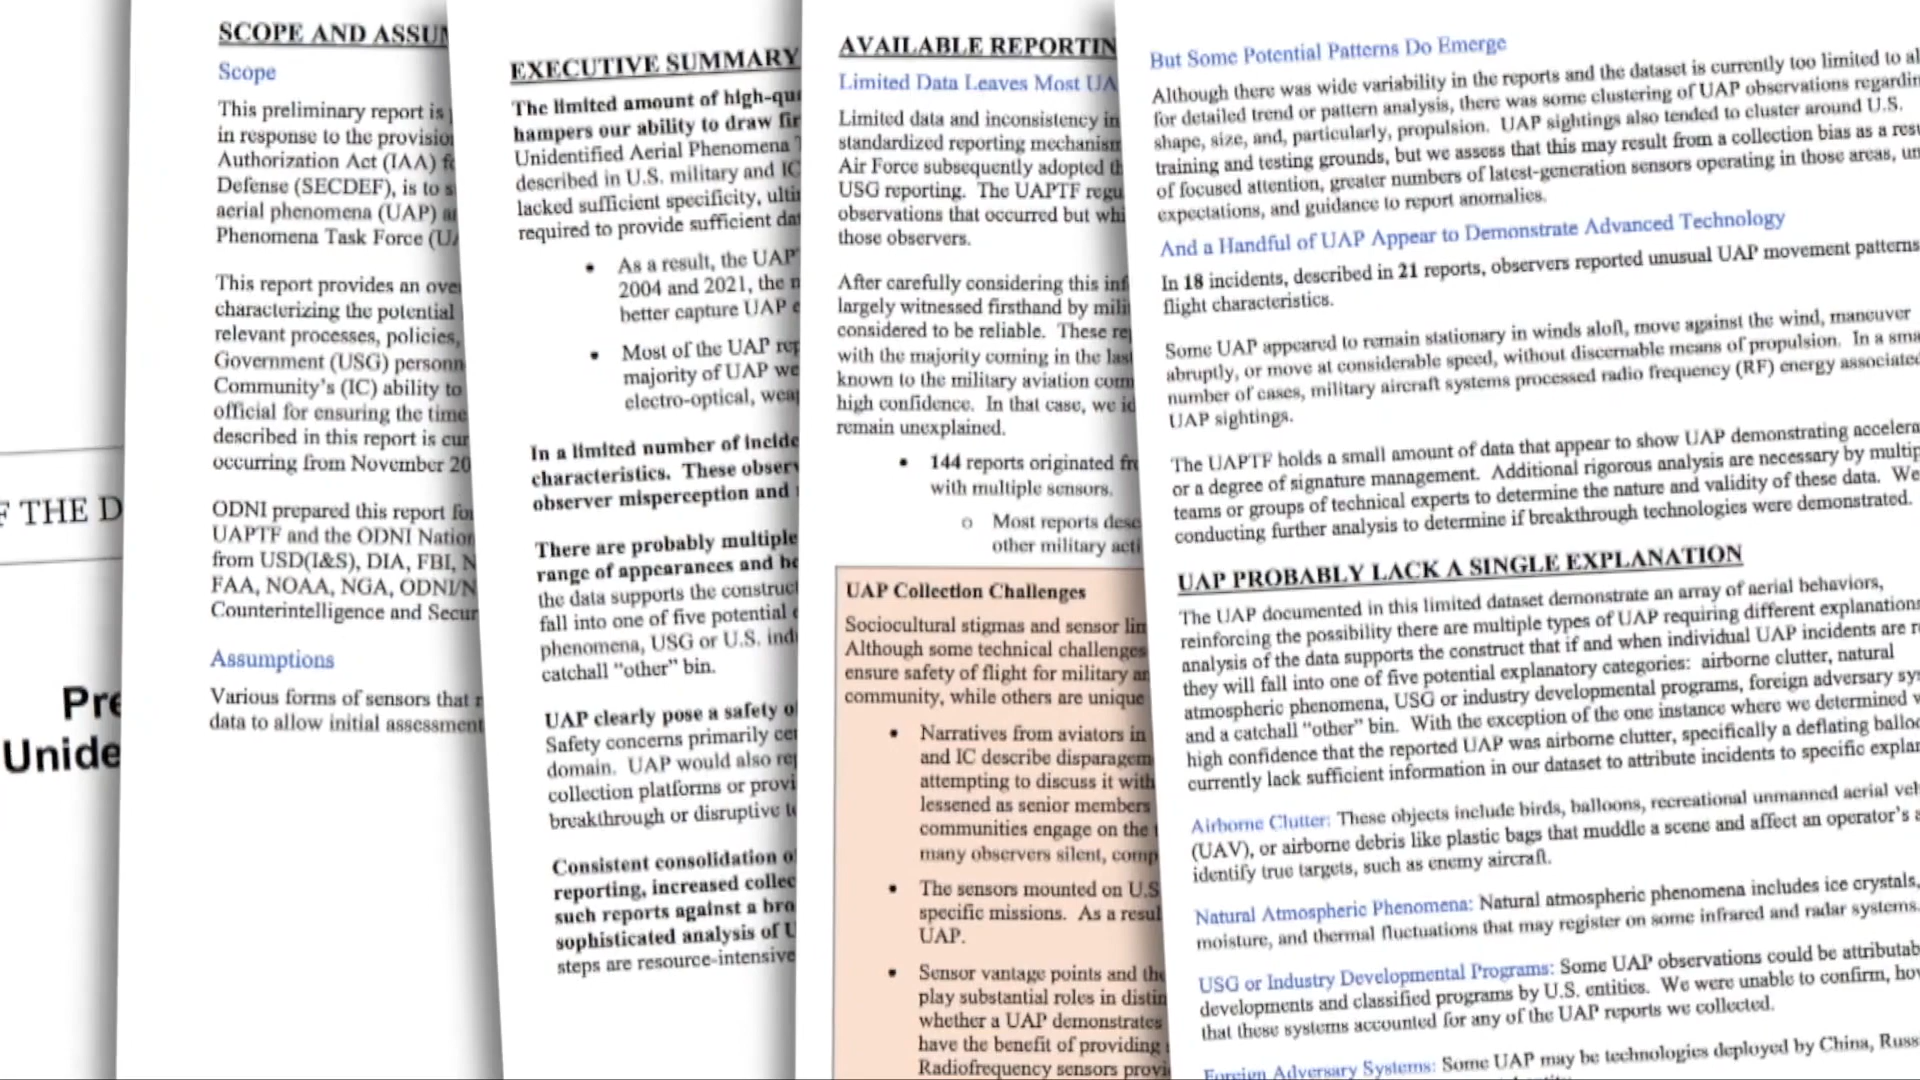 F THE D
Pre
Unide
SCOPE AND ASSUM
Scope
This preliminary report is
in response to the provision
Authorization Act (IAA) fo
Defense (SECDEF), is to s
aerial phenomena (UAP) an
Phenomena Task Force (UA
This report provides an over
characterizing the potential
relevant processes, policies,
Government (USG) personn
Community's (IC) ability to
official for ensuring the time
described in this report is cur
occurring from November 20
ODNI prepared this report for
UAPTF and the ODNI Nation
from USD(I&S), DIA, FBI, N
FAA, NOAA, NGA, ODNI/N
Counterintelligence and Secur
Assumptions
Various forms of sensors that r
data to allow initial assessment
EXECUTIVE SUMMARY
The limited amount of high-qua
hampers our ability to draw fir
Unidentified Aerial Phenomena T
described in U.S. military and IC
lacked sufficient specificity, ulti
required to provide sufficient dat
• As a result, the UAP
2004 and 2021, the n
better capture UAP e
• Most of the UAP rep
majority of UAP we
electro-optical, weap
In a limited number of incide
characteristics. These observ
observer misperception and
There are probably multiple
range of appearances and be
the data supports the construct
fall into one of five potential e
phenomena, USG or U.S. ind
catchall "other" bin.
UAP clearly pose a safety o
Safety concerns primarily cen
domain. UAP would also rep
collection platforms or provi
breakthrough or disruptive te
Consistent consolidation o
reporting, increased collec
such reports against a bro
sophisticated analysis of U
steps are resource-intensive
AVAILABLE REPORTIN
Limited Data Leaves Most UA
Limited data and inconsistency in
standardized reporting mechanism
Air Force subsequently adopted th
USG reporting. The UAPTF regu
observations that occurred but whi
those observers.
After carefully considering this inf
largely witnessed firsthand by mili
considered to be reliable. These re
with the majority coming in the last
known to the military aviation com
high confidence. In that case, we id
remain unexplained.
• 144 reports originated fr
with multiple sensors.
o Most reports desc
other military acti
UAP Collection Challenges
Sociocultural stigmas and sensor lim
Although some technical challenges
ensure safety of flight for military an
community, while others are unique
• Narratives from aviators in
and IC describe disparagem
attempting to discuss it with
lessened as senior members
communities engage on the t
many observers silent, comp
• The sensors mounted on U.S
specific missions. As a resul
UAP.
• Sensor vantage points and the
play substantial roles in distin
whether a UAP demonstrates
have the benefit of providing
Radiofrequency sensors provi
But Some Potential Patterns Do Emerge
Although there was wide variability in the reports and the dataset is currently too limited to al
for detailed trend or pattern analysis, there was some clustering of UAP observations regardin
shape, size, and, particularly, propulsion. UAP sightings also tended to cluster around U.S.
training and testing grounds, but we assess that this may result from a collection bias as a resu
of focused attention, greater numbers of latest-generation sensors operating in those areas, un
expectations, and guidance to report anomalies.
And a Handful of UAP Appear to Demonstrate Advanced Technology
In 18 incidents, described in 21 reports, observers reported unusual UAP movement patterns
flight characteristics.
Some UAP appeared to remain stationary in winds aloft, move against the wind, maneuver
abruptly, or move at considerable speed, without discernable means of propulsion. In a sma
number of cases, military aircraft systems processed radio frequency (RF) energy associated
UAP sightings.
The UAPTF holds a small amount of data that appear to show UAP demonstrating accelera
or a degree of signature management. Additional rigorous analysis are necessary by multip
teams or groups of technical experts to determine the nature and validity of these data. We
conducting further analysis to determine if breakthrough technologies were demonstrated.
UAP PROBABLY LACK A SINGLE EXPLANATION
The UAP documented in this limited dataset demonstrate an array of aerial behaviors,
reinforcing the possibility there are multiple types of UAP requiring different explanations
analysis of the data supports the construct that if and when individual UAP incidents are re
they will fall into one of five potential explanatory categories: airborne clutter, natural
atmospheric phenomena, USG or industry developmental programs, foreign adversary sys
and a catchall "other" bin. With the exception of the one instance where we determined w
high confidence that the reported UAP was airborne clutter, specifically a deflating balloo
currently lack sufficient information in our dataset to attribute incidents to specific explan
Airborne Clutter: These objects include birds, balloons, recreational unmanned aerial veh
(UAV), or airborne debris like plastic bags that muddle a scene and affect an operator's a
identify true targets, such as enemy aircraft.
Natural Atmospheric Phenomena: Natural atmospheric phenomena includes ice crystals,
moisture, and thermal fluctuations that may register on some infrared and radar systems.
USG or Industry Developmental Programs: Some UAP observations could be attributab
developments and classified programs by U.S. entities. We were unable to confirm, how
that these systems accounted for any of the UAP reports we collected.
Foreign Adversary Systems: Some UAP may be technologies deployed by China, Russ